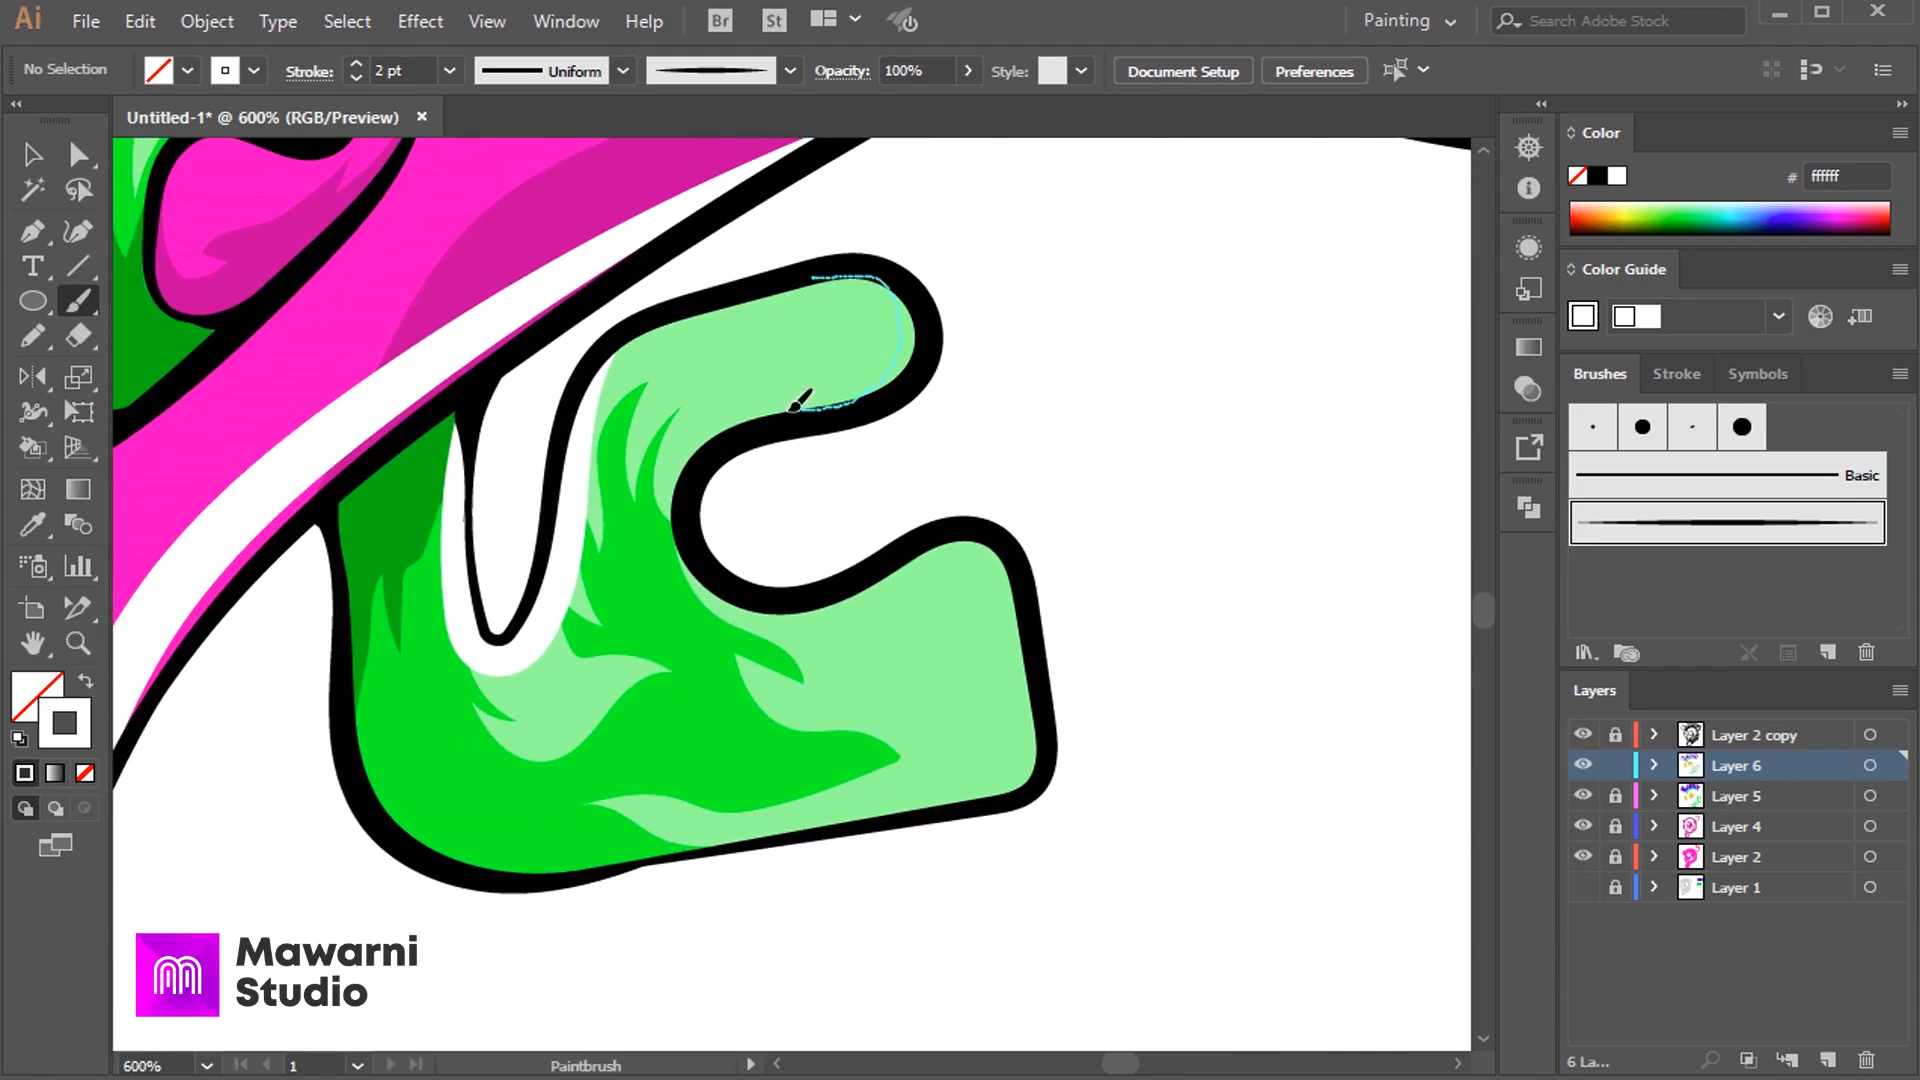 Ai File Edit Object Type Select Effect View Window Help Br St Painting Search Adobe Stock
No Selection Stroke: 2 pt Uniform Opacity: 100% Style: Document Setup Preferences
Untitled-1* @ 600% (RGB/Preview)
Color
# ffffff
Color Guide
Brushes Stroke Symbols
Basic
Layers
Layer 2 copy
Layer 6
Layer 5
Layer 4
Layer 2
Layer 1
6 La...
Mawarni
Studio
600% 1 Paintbrush